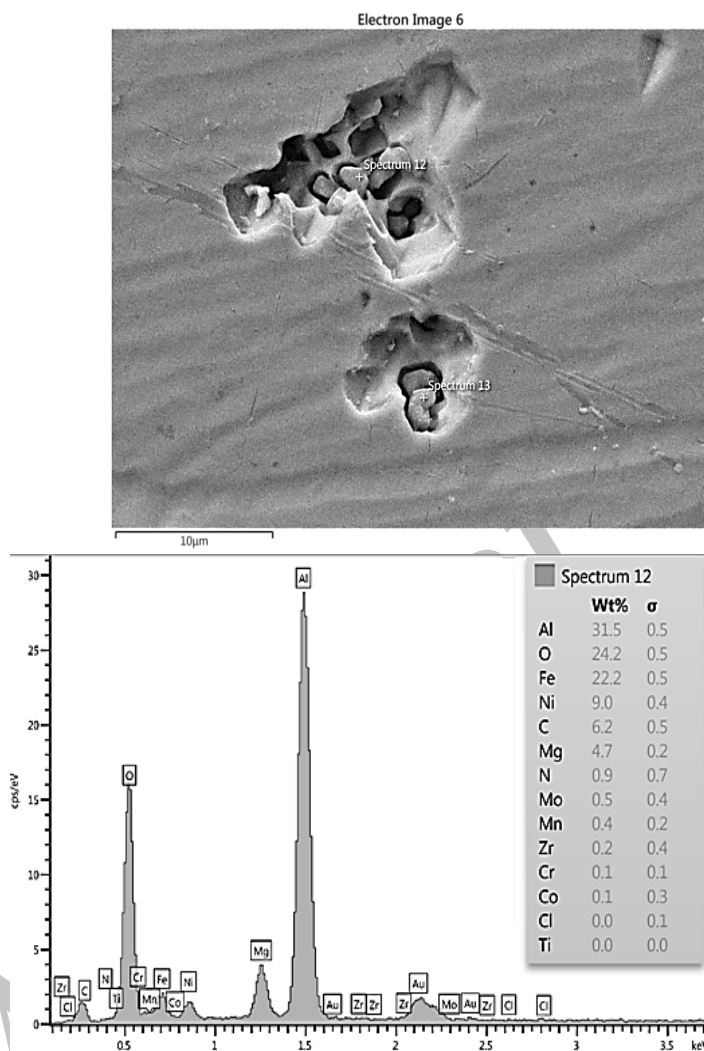 Electron Image 6
Spectrum 12
Spectrum 13
10μm
Spectrum 12
Wt% σ
Al 31.5 0.5
O 24.2 0.5
Fe 22.2 0.5
Ni 9.0 0.4
C 6.2 0.5
Mg 4.7 0.2
N 0.9 0.7
Mo 0.5 0.4
Mn 0.4 0.2
Zr 0.2 0.4
Cr 0.1 0.1
Co 0.1 0.3
Cl 0.0 0.1
Ti 0.0 0.0
cps/eV
30
25
20
15
10
5
0
Al
O
Mg
Zr Cl C N Ti Cr Mn Fe Co Ni
Au Zr Zr Zr Au Mo Au Zr Cl Cl
0.5 1 1.5 2 2.5 3 3.5 keV